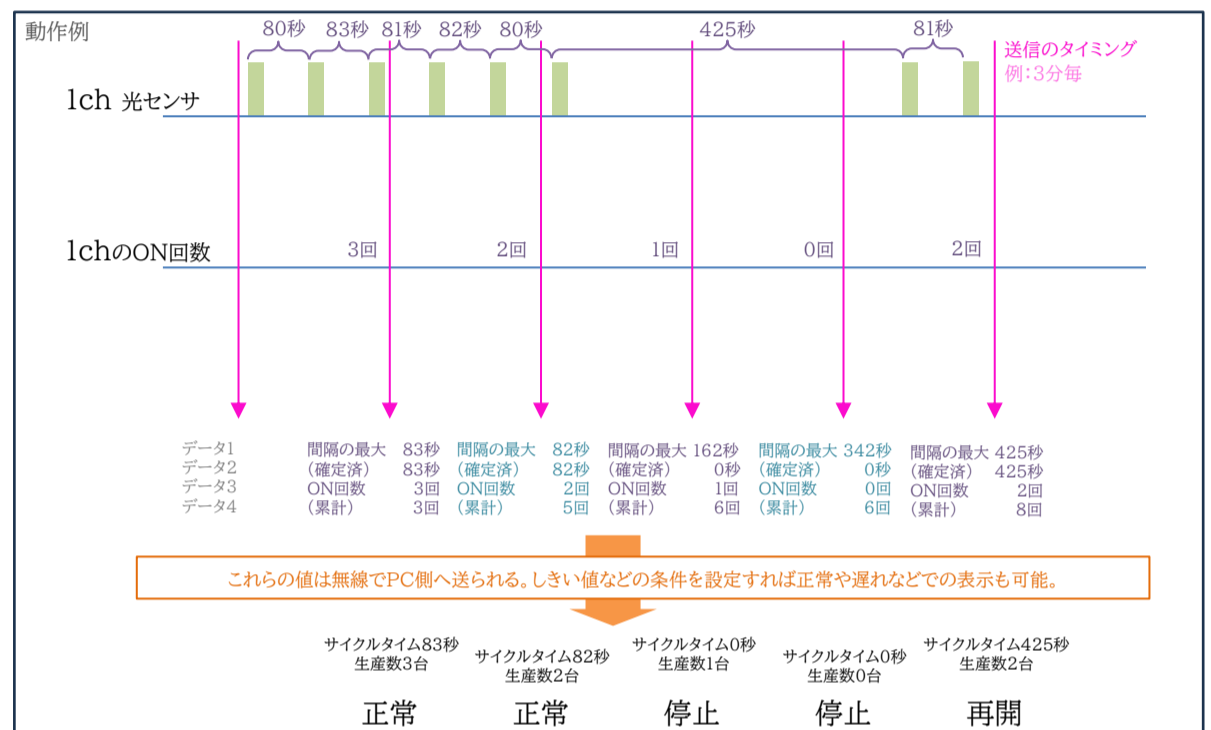 動作例
80秒 83秒 81秒 82秒 80秒 425秒 81秒
送信のタイミング
例:3分毎
1ch 光センサ
1chのON回数 3回 2回 1回 0回 2回
データ1 間隔の最大 83秒 間隔の最大 82秒 間隔の最大 162秒 間隔の最大 342秒 間隔の最大 425秒
データ2 (確定済) 83秒 (確定済) 82秒 (確定済) 0秒 (確定済) 0秒 (確定済) 425秒
データ3 ON回数 3回 ON回数 2回 ON回数 1回 ON回数 0回 ON回数 2回
データ4 (累計) 3回 (累計) 5回 (累計) 6回 (累計) 6回 (累計) 8回
これらの値は無線でPC側へ送られる。しきい値などの条件を設定すれば正常や遅れなどでの表示も可能。
サイクルタイム83秒 サイクルタイム82秒 サイクルタイム0秒 サイクルタイム0秒 サイクルタイム425秒
生産数3台 生産数2台 生産数1台 生産数0台 生産数2台
正常 正常 停止 停止 再開